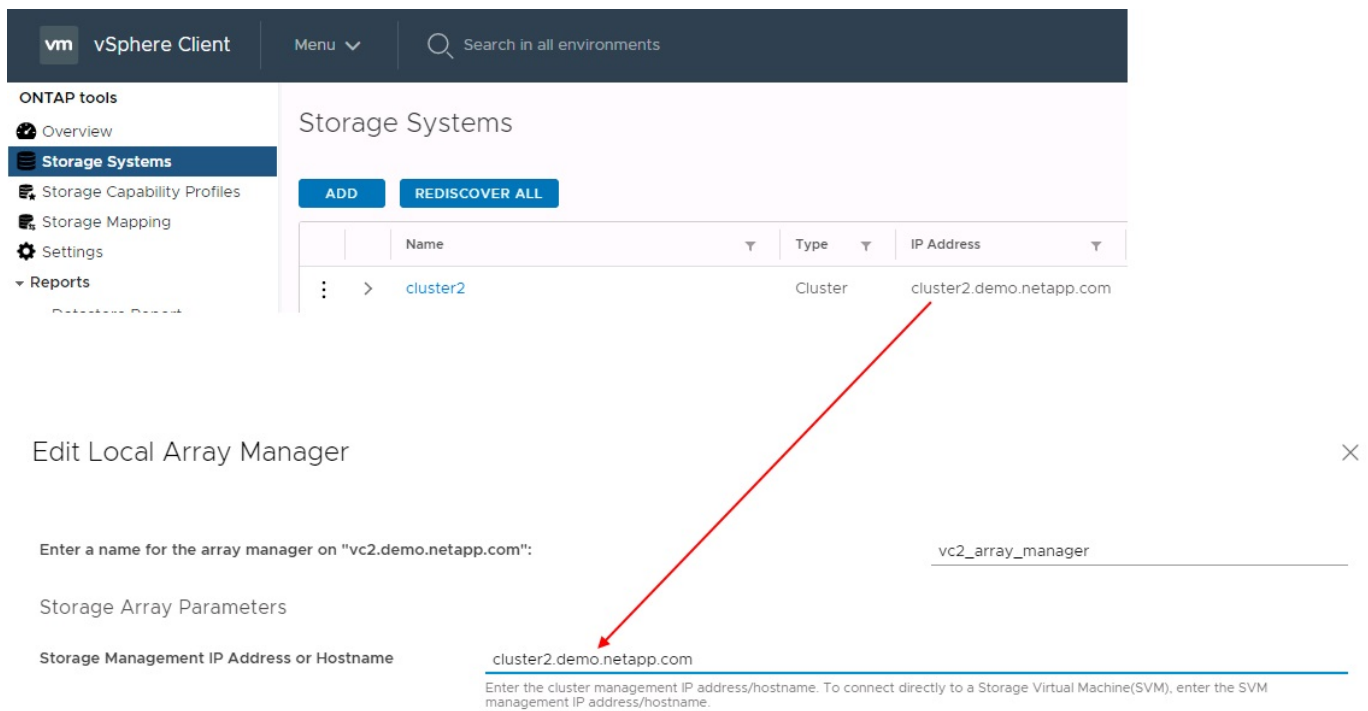 vm vSphere Client Menu Search in all environments
ONTAP tools
Overview
Storage Systems
Storage Capability Profiles
Storage Mapping
Settings
Reports
Datastore Report
Storage Systems
ADD REDISCOVER ALL
Name Type IP Address
cluster2 Cluster cluster2.demo.netapp.com
Edit Local Array Manager
Enter a name for the array manager on "vc2.demo.netapp.com": vc2_array_manager
Storage Array Parameters
Storage Management IP Address or Hostname cluster2.demo.netapp.com
Enter the cluster management IP address/hostname. To connect directly to a Storage Virtual Machine(SVM), enter the SVM
management IP address/hostname.